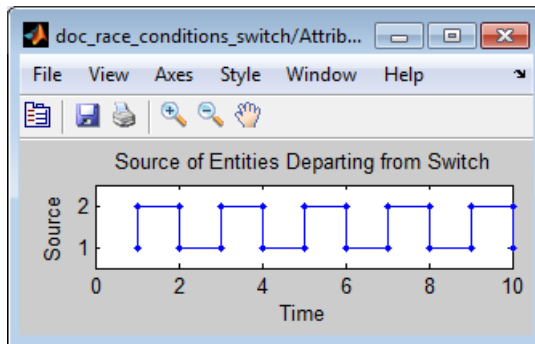 doc_race_conditions_switch/Attrib...
File View Axes Style Window Help
Source of Entities Departing from Switch
Source
2
1
0 2 4 6 8 10
Time